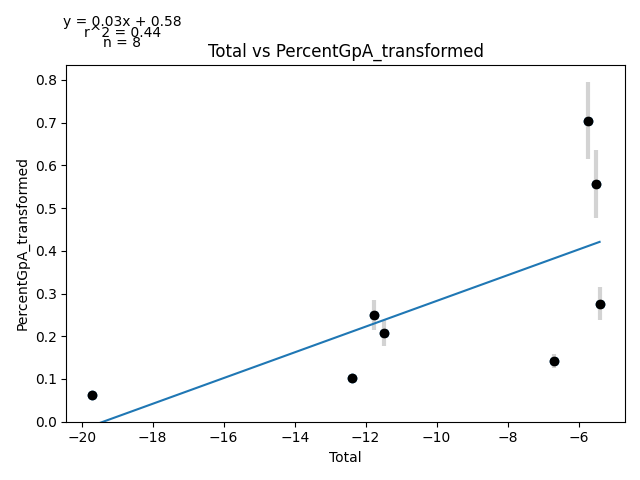 y = 0.03x + 0.58
r^2 = 0.44
n = 8
Total vs PercentGpA_transformed
PercentGpA_transformed
0.8
0.7
0.6
0.5
0.4
0.3
0.2
0.1
0.0
−20 −18 −16 −14 −12 −10 −8 −6
Total